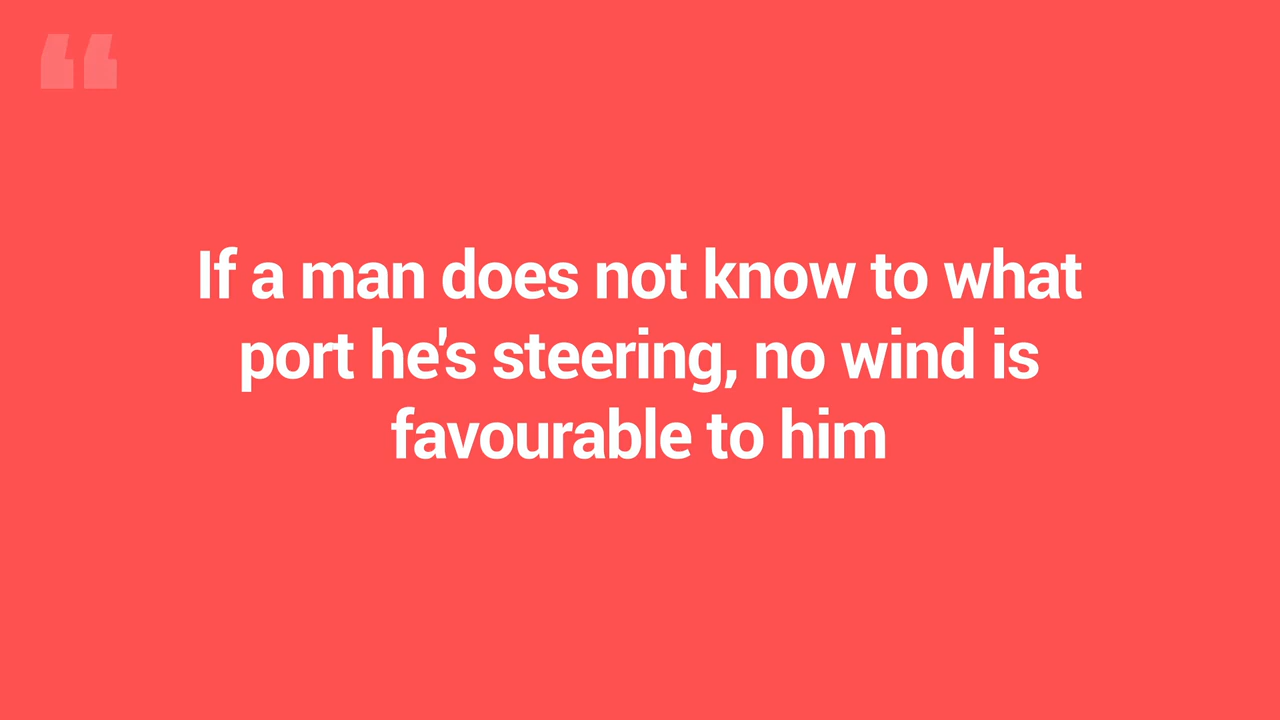 “
If a man does not know to what
port he's steering, no wind is
favourable to him